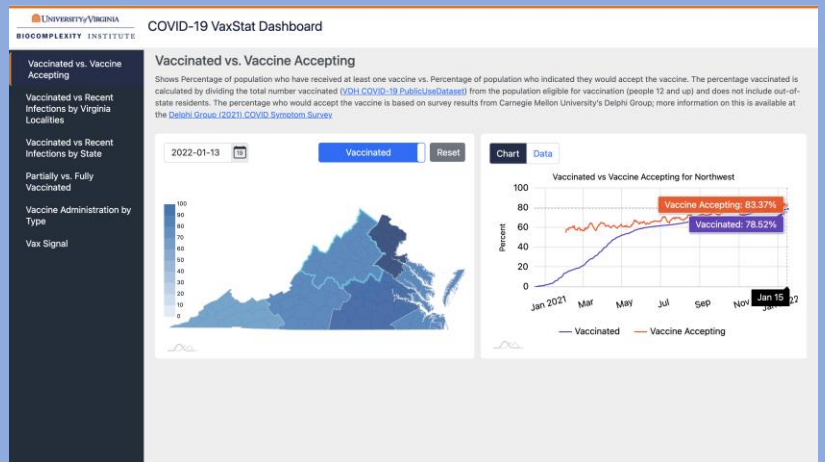 UNIVERSITY of VIRGINIA
BIOCOMPLEXITY INSTITUTE
COVID-19 VaxStat Dashboard
Vaccinated vs. Vaccine
Accepting
Vaccinated vs Recent
Infections by Virginia
Localities
Vaccinated vs Recent
Infections by State
Partially vs. Fully
Vaccinated
Vaccine Administration by
Type
Vax Signal
Vaccinated vs. Vaccine Accepting
Shows Percentage of population who have received at least one vaccine vs. Percentage of population who indicated they would accept the vaccine. The percentage vaccinated is
calculated by dividing the total number vaccinated (VDH COVID-19 PublicUseDataset) from the population eligible for vaccination (people 12 and up) and does not include out-of-
state residents. The percentage who would accept the vaccine is based on survey results from Carnegie Mellon University's Delphi Group; more information on this is available at
the Delphi Group (2021) COVID Symptom Survey
2022-01-13
Vaccinated
Reset
100
90
80
70
60
50
40
30
20
10
0
Chart
Data
Vaccinated vs Vaccine Accepting for Northwest
100
80
60
40
20
0
Percent
Vaccine Accepting: 83.37%
Vaccinated: 78.52%
Jan 2021
Mar
May
Jul
Sep
Nov
Jan 15
Vaccinated
Vaccine Accepting